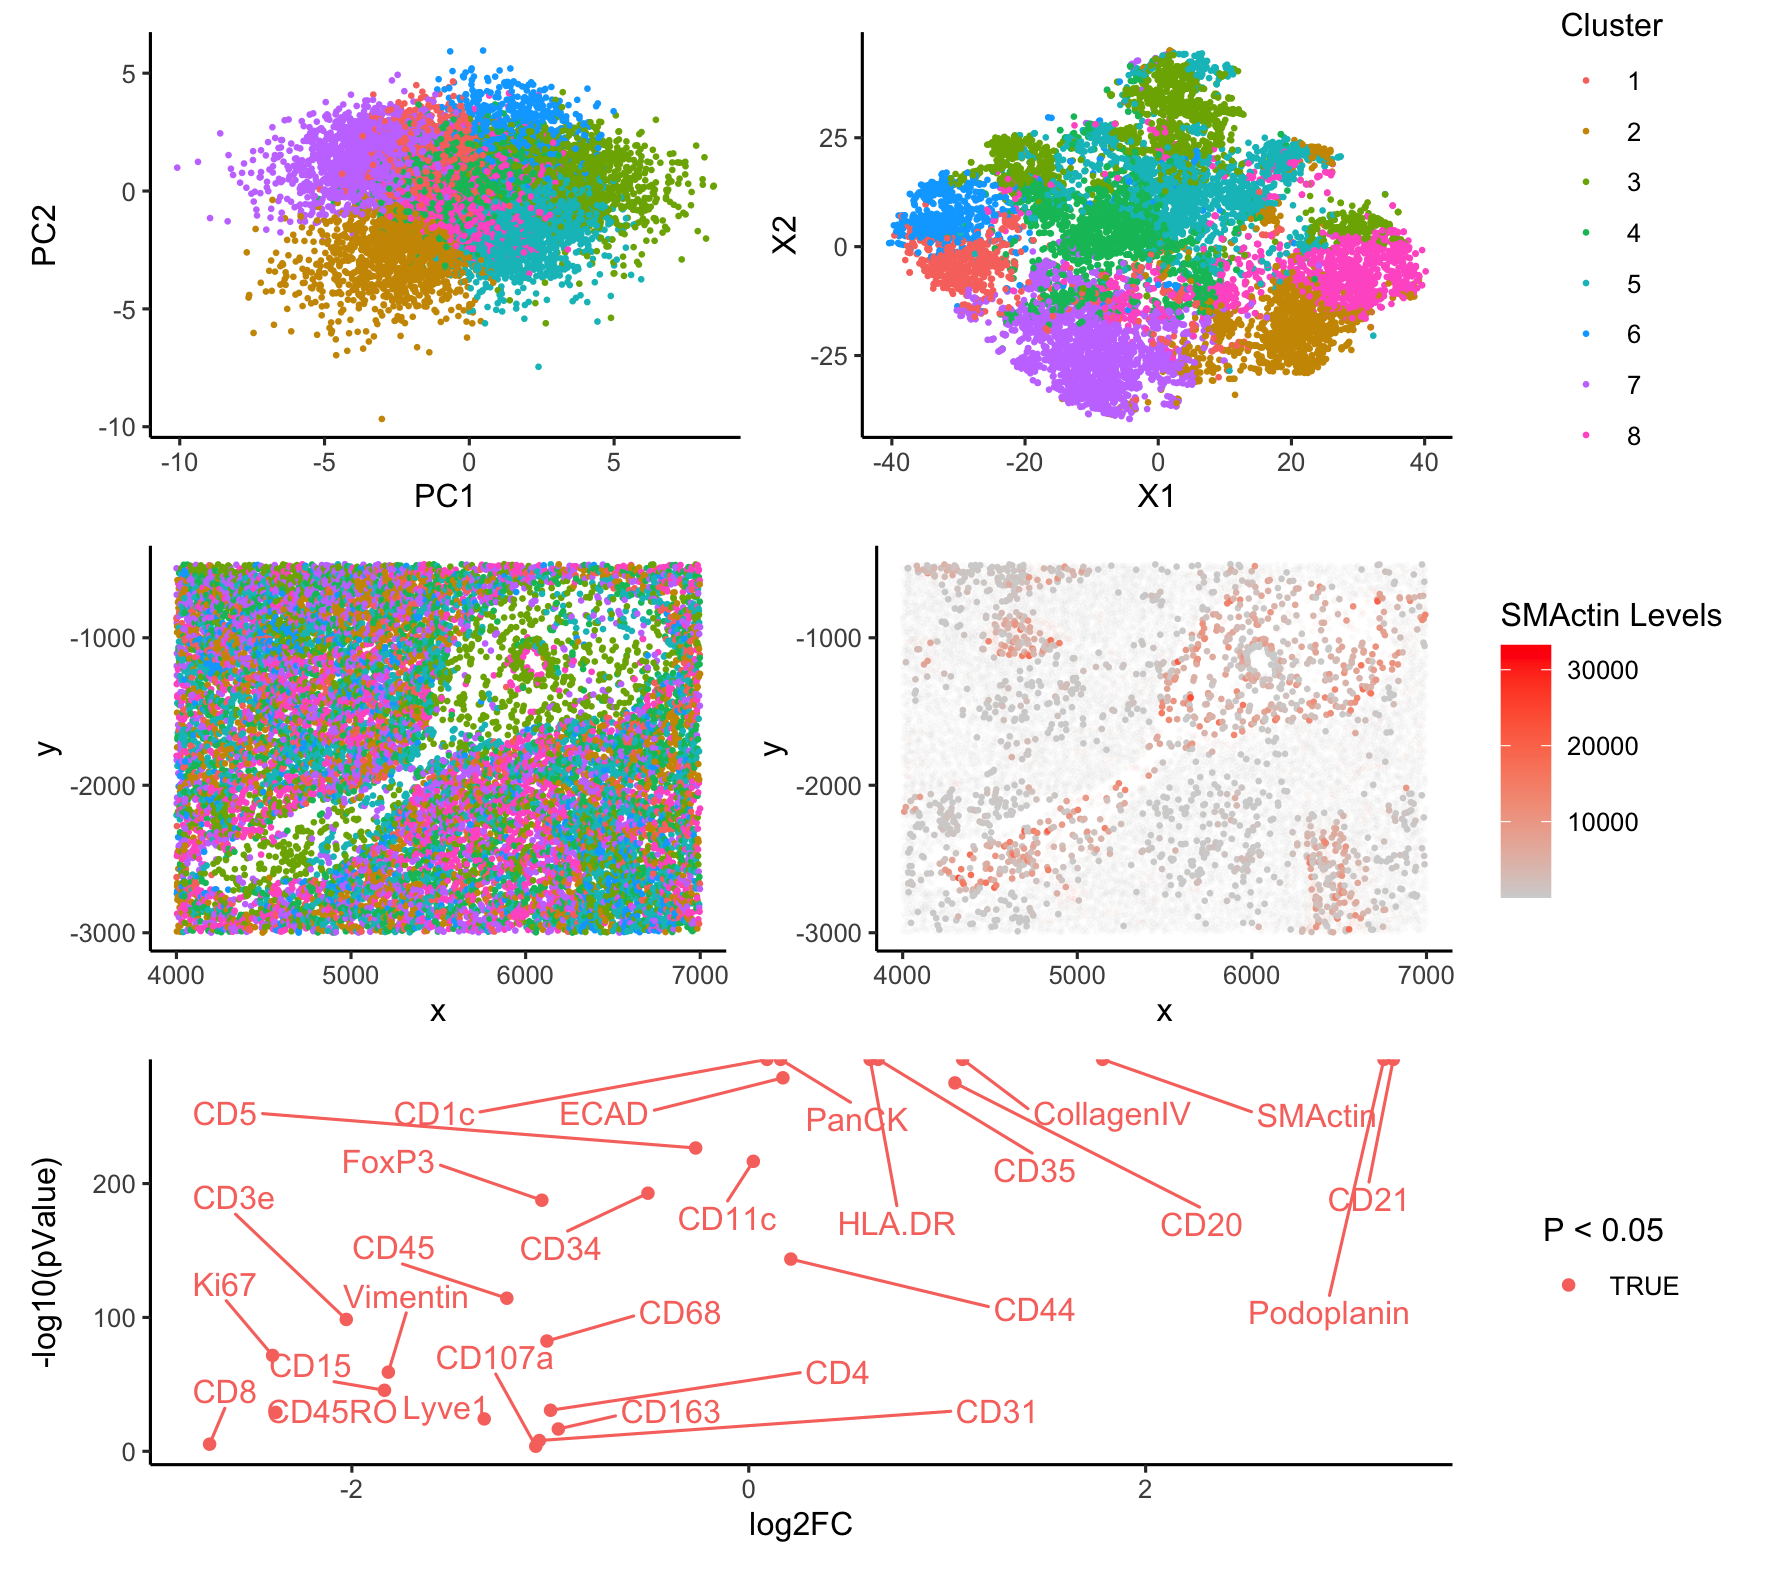 5
0
-5
-10
PC2
-10
-5
0
5
PC1
25
0
-25
X2
-40
-20
0
20
40
X1
Cluster
1
2
3
4
5
6
7
8
-1000
-2000
-3000
y
4000
5000
6000
7000
x
-1000
-2000
-3000
y
4000
5000
6000
7000
x
SMActin Levels
30000
20000
10000
CD5
CD1c
ECAD
PanCK
CollagenIV
SMActin
FoxP3
CD35
CD3e
CD21
CD11c
HLA.DR
CD20
CD34
CD45
Ki67
Vimentin
CD68
CD44
Podoplanin
CD15
CD107a
CD4
CD8
CD45RO
Lyve1
CD163
CD31
200
100
0
-log10(pValue)
-2
0
2
log2FC
P < 0.05
TRUE